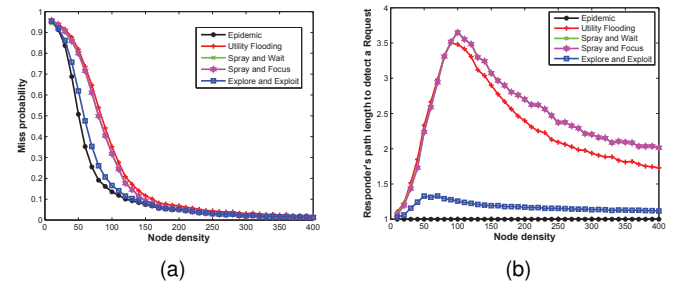 Miss probability
1
0.9
0.8
0.7
0.6
0.5
0.4
0.3
0.2
0.1
0
0 50 100 150 200 250 300 350 400
Node density
Epidemic
Utility Flooding
Spray and Wait
Spray and Focus
Explore and Exploit
(a)
Responder's path length to detect a Request
4
3.5
3
2.5
2
1.5
1
0 50 100 150 200 250 300 350 400
Node density
Epidemic
Utility Flooding
Spray and Wait
Spray and Focus
Explore and Exploit
(b)